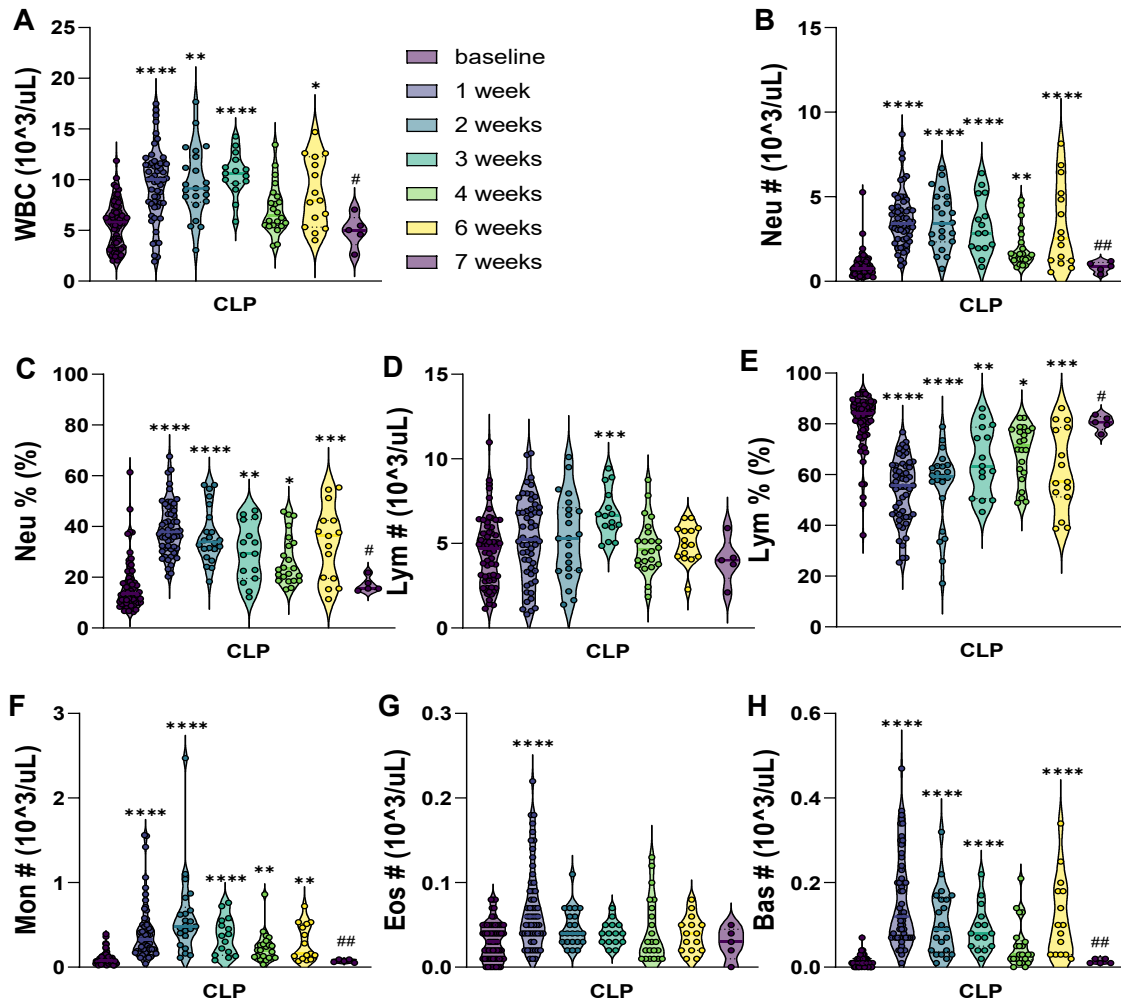 A
WBC (10^3/uL)
25
20
15
10
5
0
****
**
****
*
#
CLP
baseline
1 week
2 weeks
3 weeks
4 weeks
6 weeks
7 weeks
B
Neu # (10^3/uL)
15
10
5
0
****
****
****
**
****
##
CLP
C
Neu % (%)
100
80
60
40
20
0
****
****
**
*
***
#
CLP
D
Lym # (10^3/uL)
15
10
5
0
***
CLP
E
Lym % (%)
100
80
60
40
20
0
****
****
**
*
***
#
CLP
F
Mon # (10^3/uL)
3
2
1
0
****
****
****
**
**
##
CLP
G
Eos # (10^3/uL)
0.3
0.2
0.1
0.0
****
CLP
H
Bas # (10^3/uL)
0.6
0.4
0.2
0.0
****
****
****
****
##
CLP